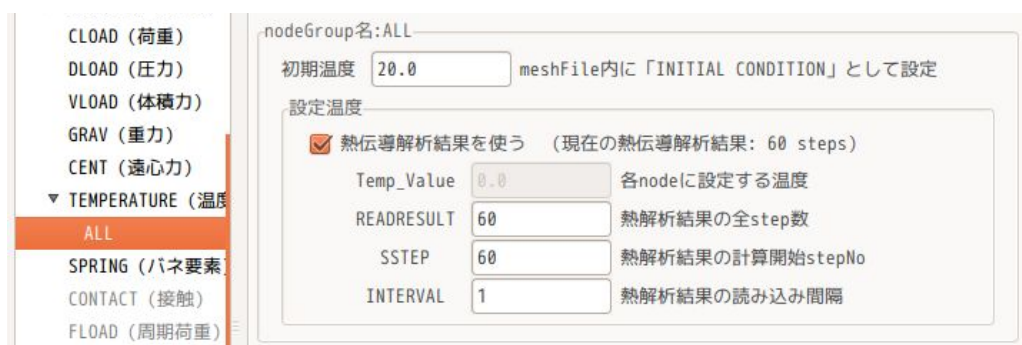 CLOAD (荷重)
DLOAD (圧力)
VLOAD (体積力)
GRAV (重力)
CENT (遠心力)
▼ TEMPERATURE (温度
ALL
SPRING (バネ要素)
CONTACT (接触)
FLOAD (周期荷重)
nodeGroup名:ALL
初期温度 20.0 meshFile内に「INITIAL CONDITION」として設定
設定温度
熱伝導解析結果を使う (現在の熱伝導解析結果: 60 steps)
Temp_Value 0.0 各nodeに設定する温度
READRESULT 60 熱解析結果の全step数
SSTEP 60 熱解析結果の計算開始stepNo
INTERVAL 1 熱解析結果の読み込み間隔